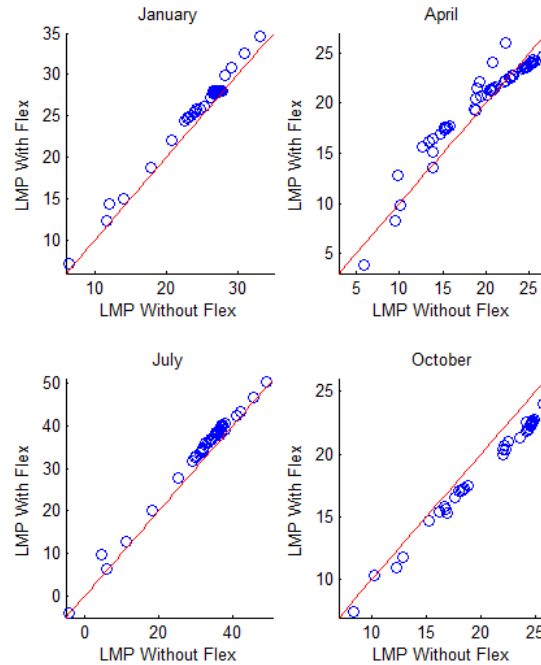 January
35
30
25
20
15
10
LMP With Flex
10 20 30
LMP Without Flex
April
25
20
15
10
5
LMP With Flex
5 10 15 20 25
LMP Without Flex
July
50
40
30
20
10
0
LMP With Flex
0 20 40
LMP Without Flex
October
25
20
15
10
LMP With Flex
10 15 20 25
LMP Without Flex